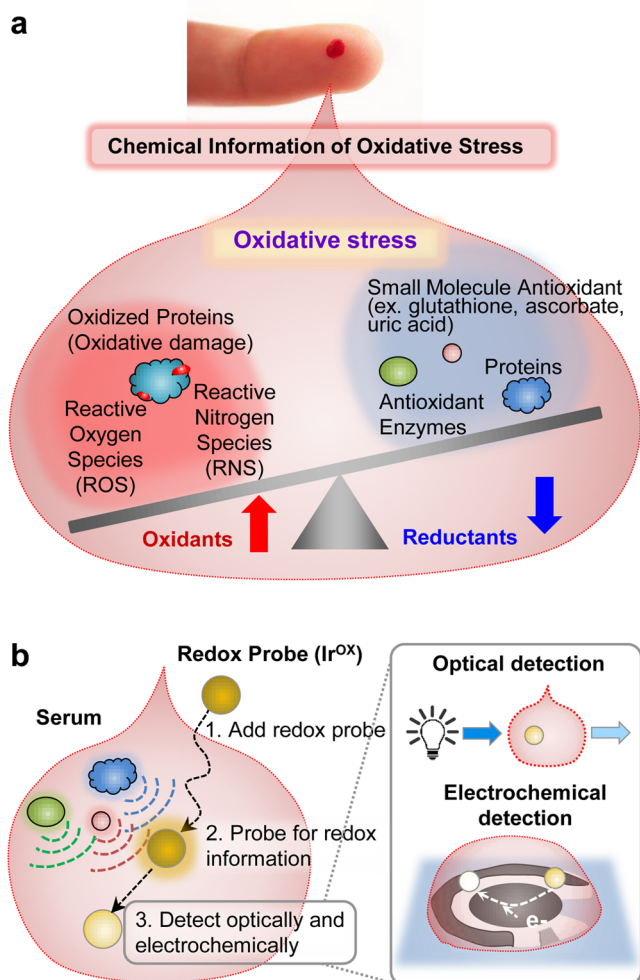 a
Chemical Information of Oxidative Stress
Oxidative stress
Small Molecule Antioxidant
(ex. glutathione, ascorbate,
uric acid)
Oxidized Proteins
(Oxidative damage)
Proteins
Reactive
Oxygen
Species
(ROS)
Reactive
Nitrogen
Species
(RNS)
Antioxidant
Enzymes
Oxidants
Reductants
b
Redox Probe (Ir^OX)
Serum
1. Add redox probe
2. Probe for redox
information
3. Detect optically and
electrochemically
Optical detection
Electrochemical
detection
e-